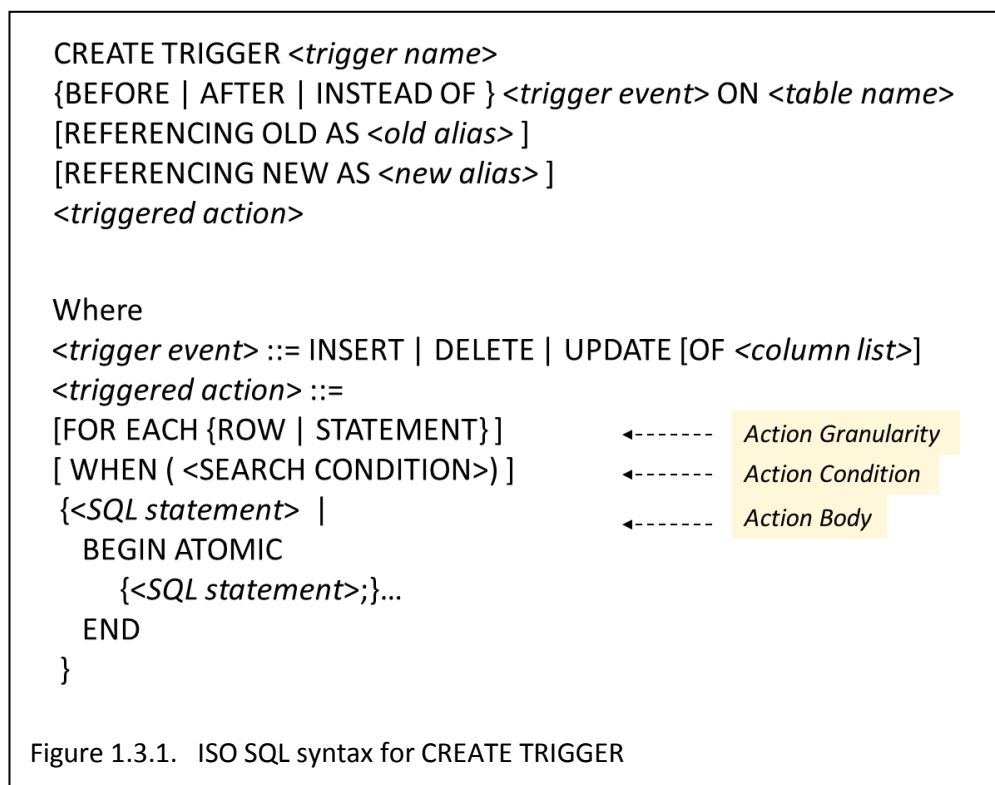 CREATE TRIGGER <trigger name>
{BEFORE | AFTER | INSTEAD OF } <trigger event> ON <table name>
[REFERENCING OLD AS <old alias> ]
[REFERENCING NEW AS <new alias> ]
<triggered action>
Where
<trigger event> ::= INSERT | DELETE | UPDATE [OF <column list>]
<triggered action> ::=
[FOR EACH {ROW | STATEMENT} ] Action Granularity
[ WHEN ( <SEARCH CONDITION>) ] Action Condition
{<SQL statement> | Action Body
BEGIN ATOMIC
{<SQL statement>;}...
END
}
Figure 1.3.1. ISO SQL syntax for CREATE TRIGGER